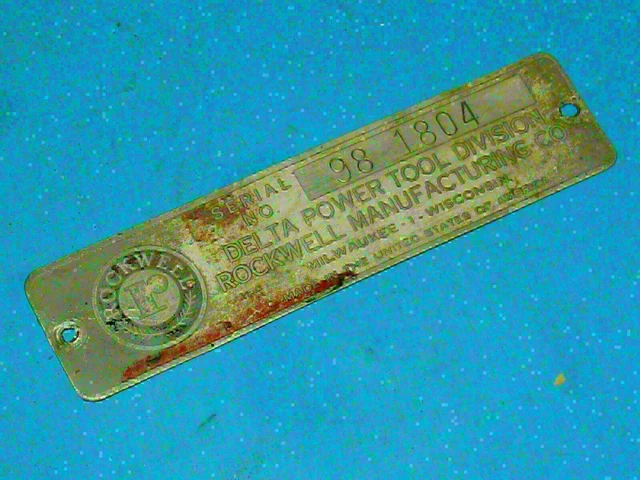 ROCKWELL
r
SERIAL NO. 98 1804
DELTA POWER TOOL DIVISION
ROCKWELL MANUFACTURING CO.
MILWAUKEE 1, WISCONSIN
MADE IN THE UNITED STATES OF AMERICA